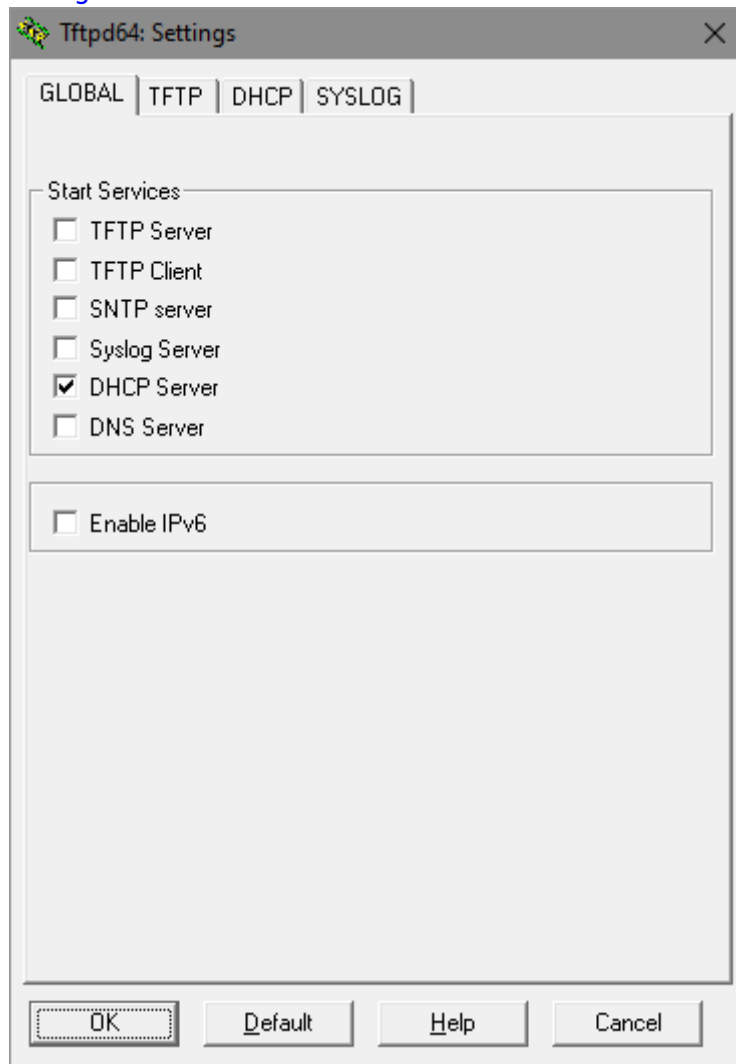 Tftpd64: Settings
GLOBAL TFTP DHCP SYSLOG
Start Services
TFTP Server
TFTP Client
SNTP server
Syslog Server
DHCP Server
DNS Server
Enable IPv6
OK Default Help Cancel